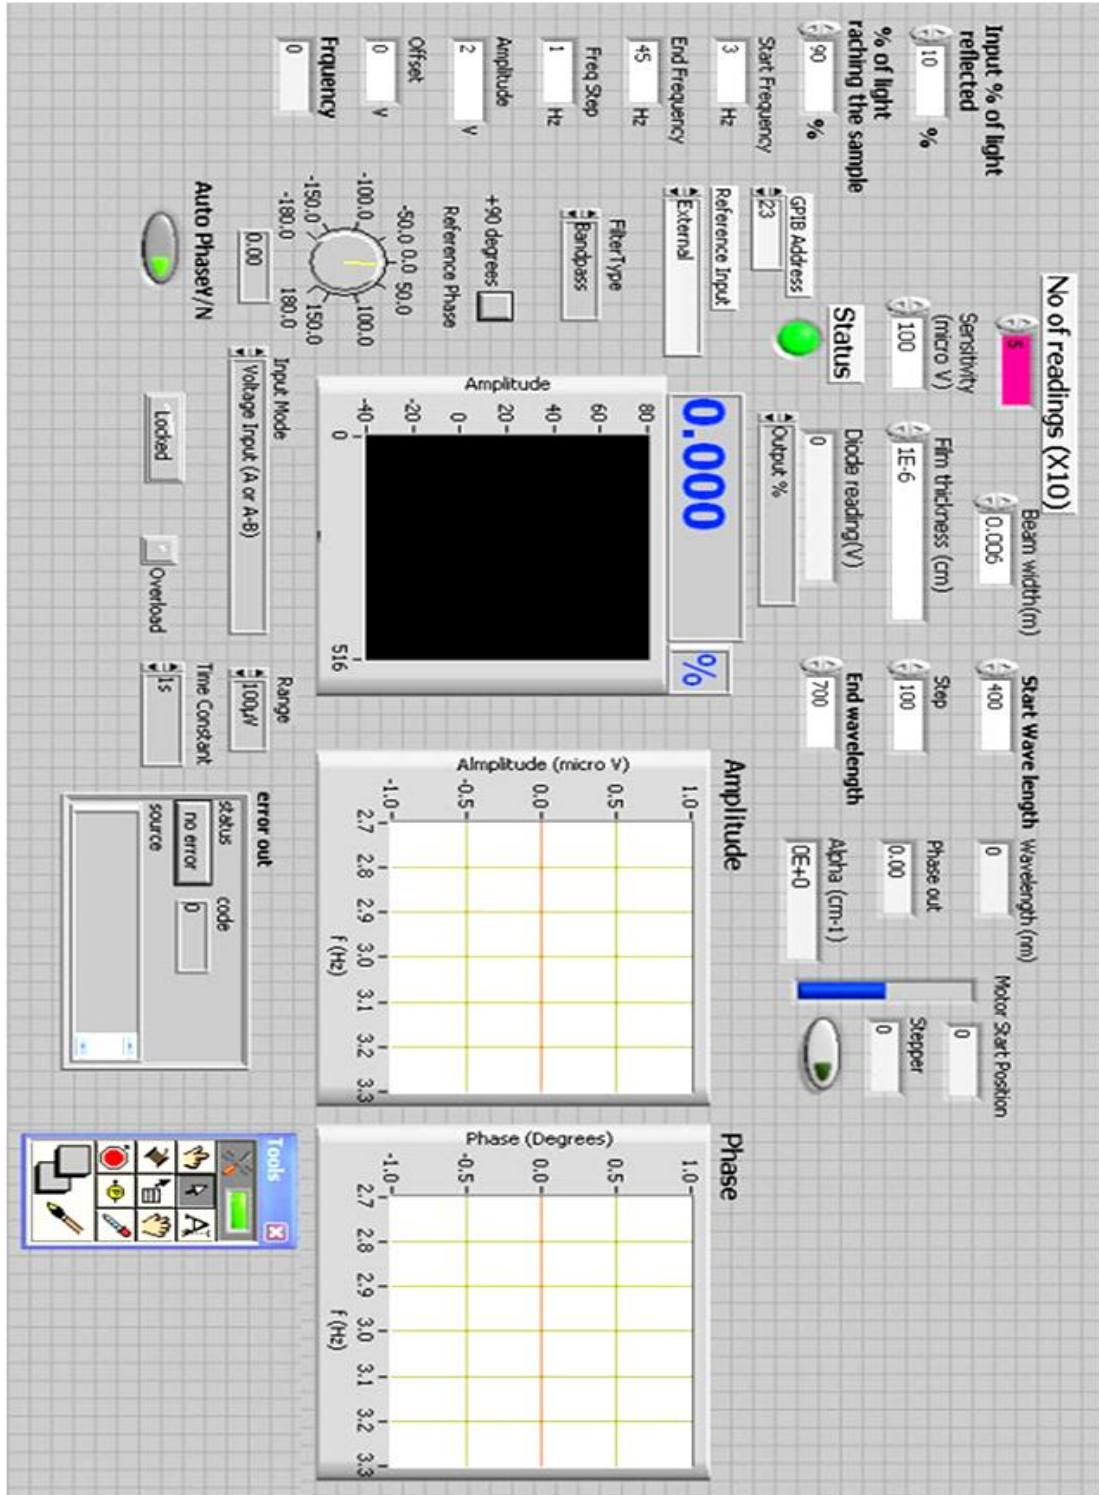 No of readings (X10)
5
Input % of light
reflected
10
%
% of light
raching the sample
90
%
Start Frequency
3
Hz
End Frequency
45
Hz
Freq Step
1
Hz
Amplitude
2
V
Offset
0
V
Frquency
0
Sensitivity
(micro V)
100
Beam width(m)
0.006
Film thickness (cm)
1E-6
Status
Diode reading(V)
0
GPIB Address
23
Reference Input
External
FilterType
Bandpass
+90 degrees
Reference Phase
-50.0 0.0 50.0
-100.0 100.0
-150.0 150.0
-180.0 180.0
0.00
Auto PhaseY/N
Output %
0.000
%
Amplitude
80
60
40
20
0
-20
-40
0
516
Input Mode
Voltage Input (A or A-B)
Locked
Overload
Range
100µV
Time Constant
1s
Start Wave length
400
Step
100
End wavelength
700
Wavelength (nm)
0
Phase out
0.00
Alpha (cm-1)
0E+0
Motor Start Position
0
Stepper
0
Amplitude
Almplitude (micro V)
1.0
0.5
0.0
-0.5
-1.0
2.7 2.8 2.9 3.0 3.1 3.2 3.3
f (Hz)
Phase
Phase (Degrees)
1.0
0.5
0.0
-0.5
-1.0
2.7 2.8 2.9 3.0 3.1 3.2 3.3
f (Hz)
error out
status
code
no error
0
source
Tools
A
P